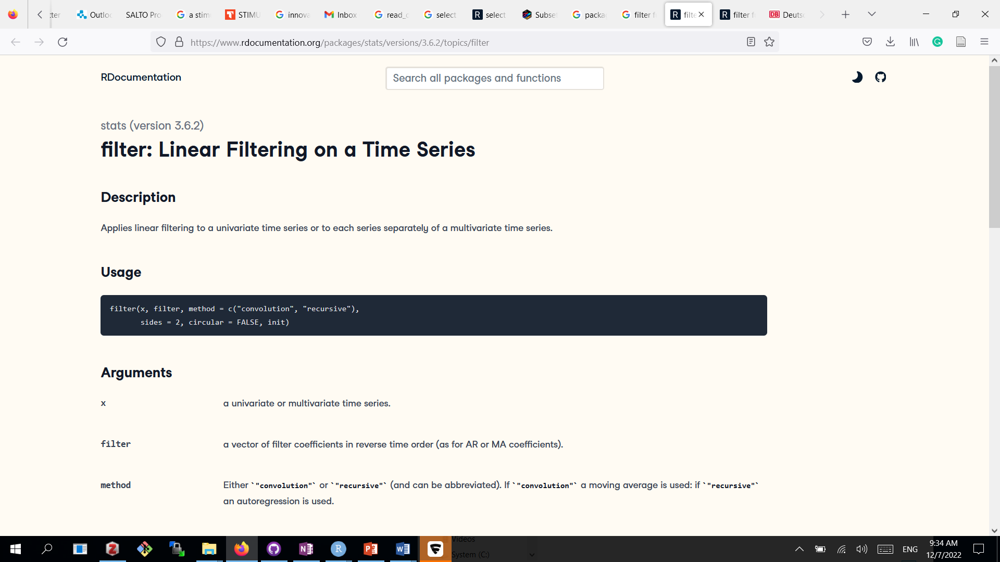 tter
Outloo
SALTO Pro
a stim
STIMU
innova
Inbox
read_c
select
select
Subset
packag
filter f
filte
filter f
Deutsc
https://www.rdocumentation.org/packages/stats/versions/3.6.2/topics/filter
RDocumentation
Search all packages and functions
stats (version 3.6.2)
filter: Linear Filtering on a Time Series
Description
Applies linear filtering to a univariate time series or to each series separately of a multivariate time series.
Usage
filter(x, filter, method = c("convolution", "recursive"),
sides = 2, circular = FALSE, init)
Arguments
x
a univariate or multivariate time series.
filter
a vector of filter coefficients in reverse time order (as for AR or MA coefficients).
method
Either `"convolution"` or `"recursive"` (and can be abbreviated). If `"convolution"` a moving average is used: if `"recursive"`
an autoregression is used.
Videos
System (C:)
ENG
9:34 AM
12/7/2022